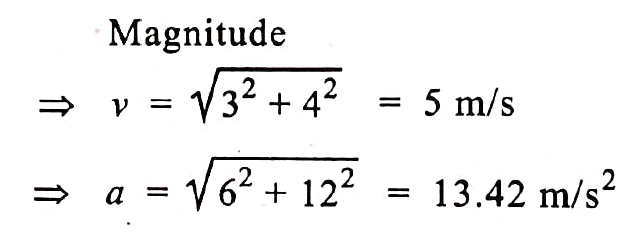 Magnitude
⇒ v = √3² + 4² = 5 m/s
⇒ a = √6² + 12² = 13.42 m/s²